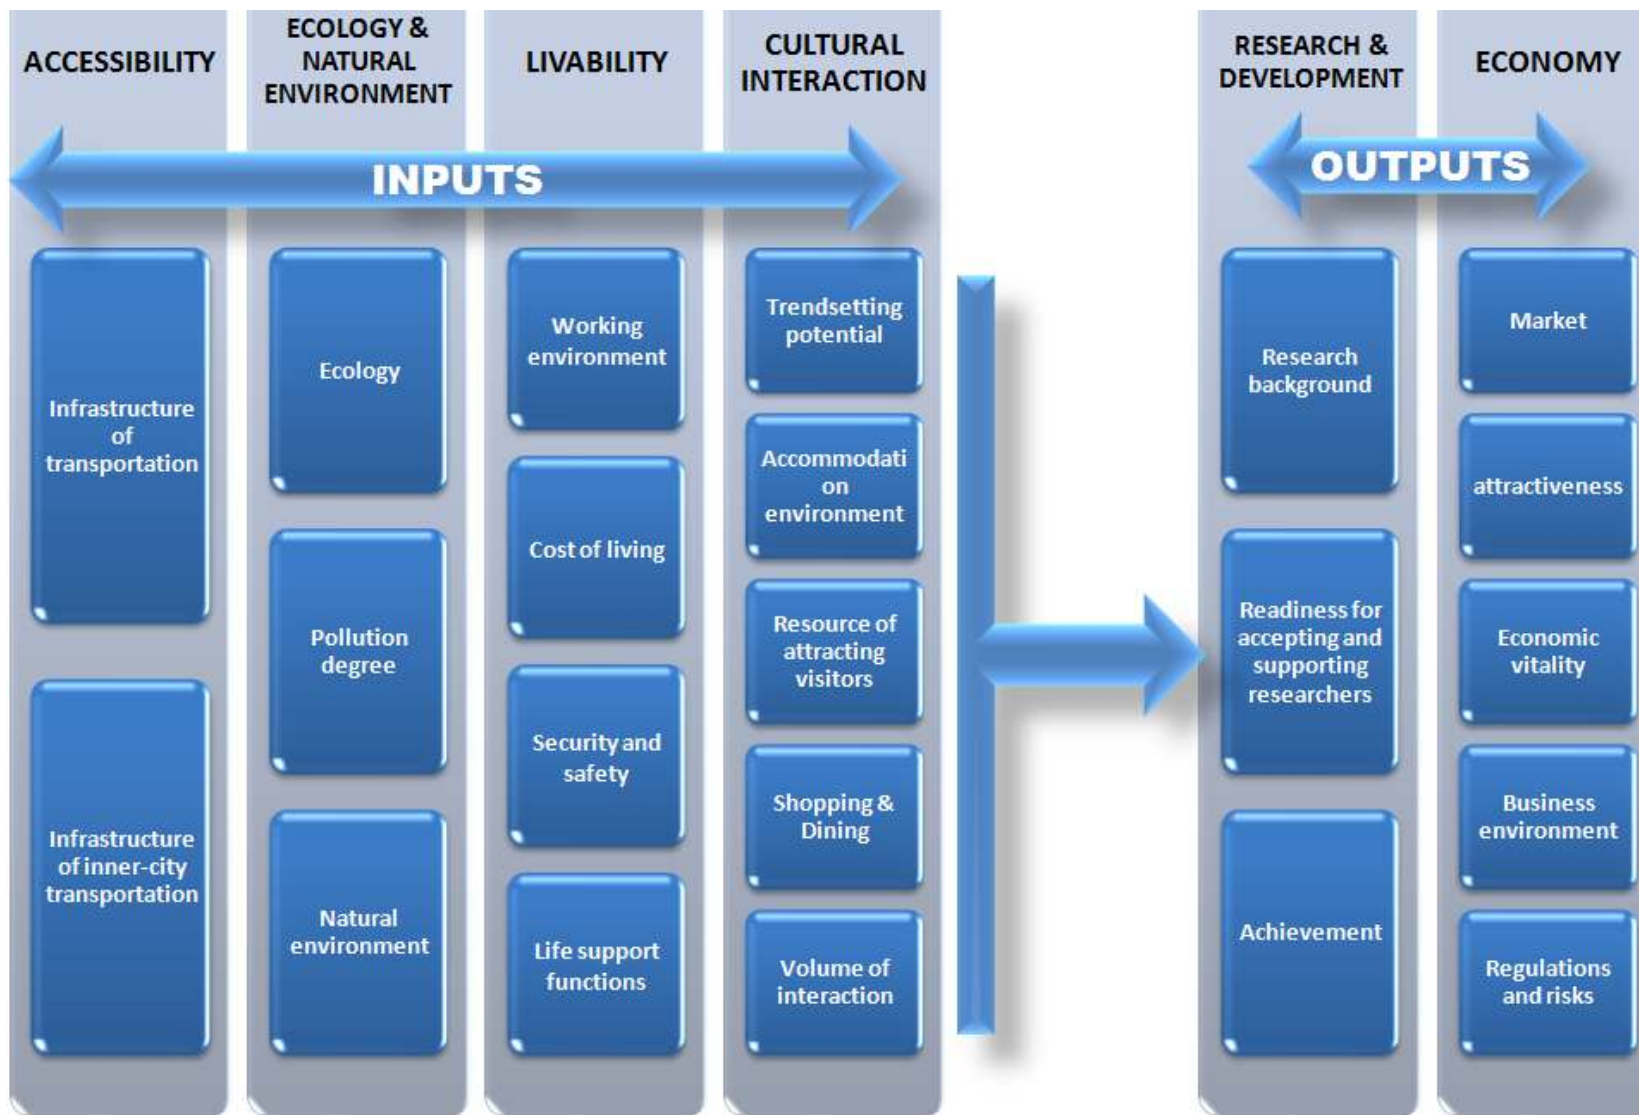 ACCESSIBILITY
ECOLOGY &
NATURAL
ENVIRONMENT
LIVABILITY
CULTURAL
INTERACTION
RESEARCH &
DEVELOPMENT
ECONOMY
INPUTS
OUTPUTS
Infrastructure
of
transportation
Infrastructure
of inner-city
transportation
Ecology
Pollution
degree
Natural
environment
Working
environment
Cost of living
Security and
safety
Life support
functions
Trendsetting
potential
Accommodati
on
environment
Resource of
attracting
visitors
Shopping &
Dining
Volume of
interaction
Research
background
Readiness for
accepting and
supporting
researchers
Achievement
Market
attractiveness
Economic
vitality
Business
environment
Regulations
and risks